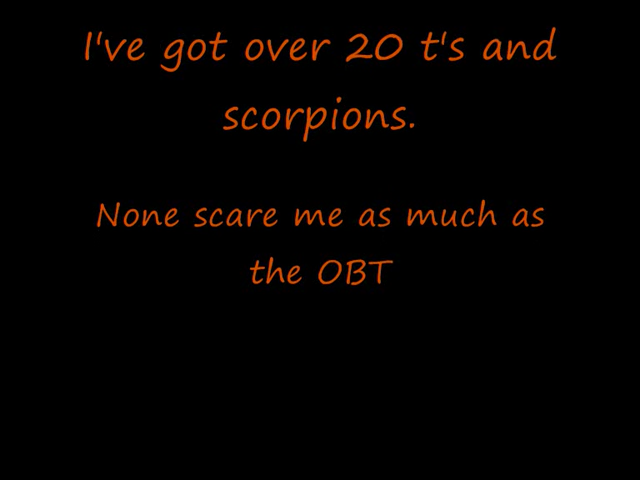 I've got over 20 t's and
scorpions.
None scare me as much as
the OBT